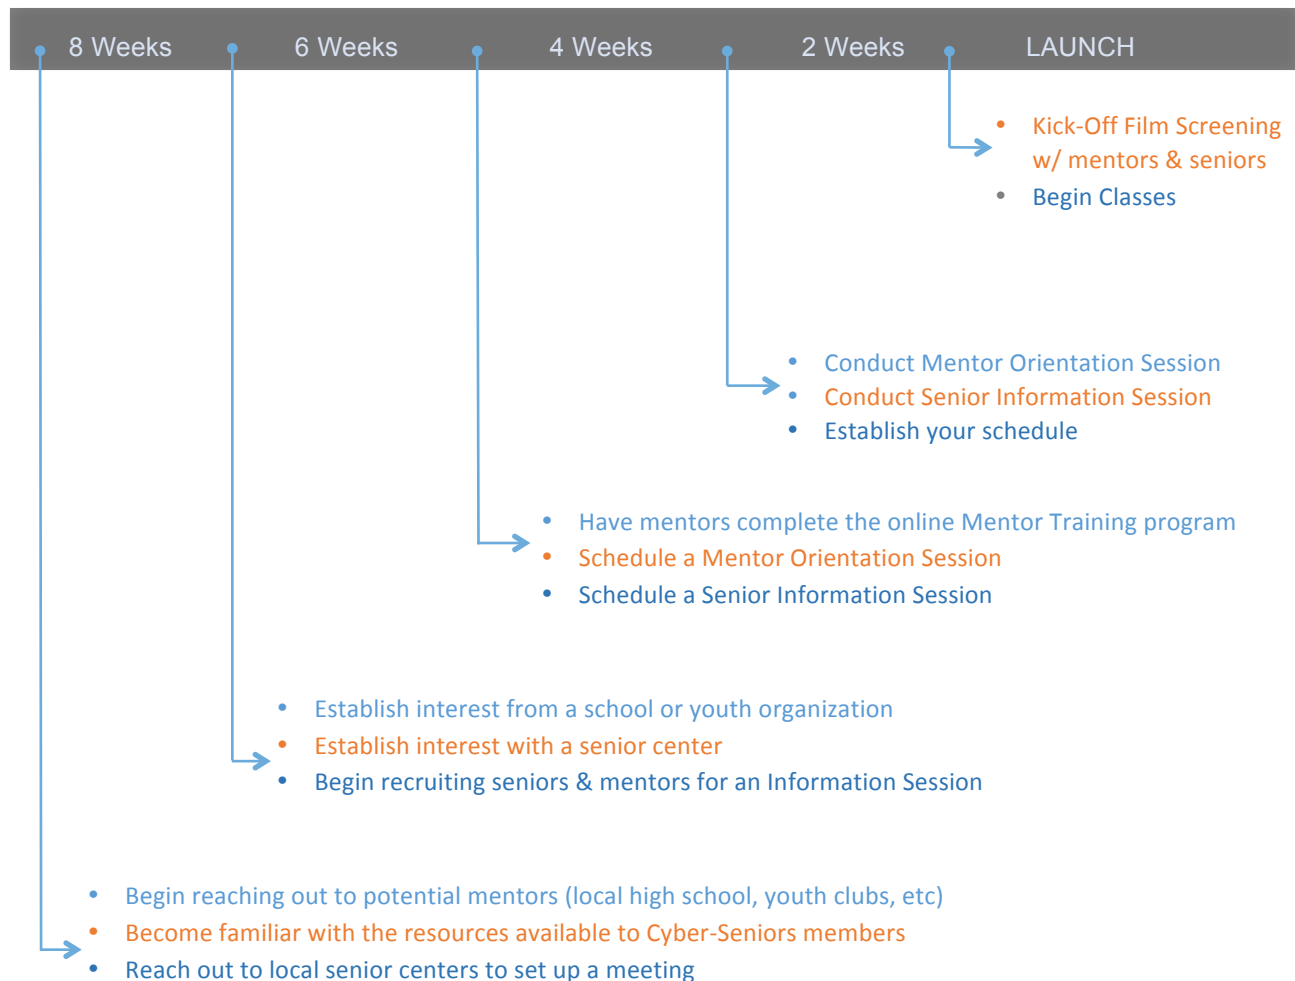 8 Weeks 6 Weeks 4 Weeks 2 Weeks LAUNCH
• Kick-Off Film Screening
w/ mentors & seniors
• Begin Classes
• Conduct Mentor Orientation Session
• Conduct Senior Information Session
• Establish your schedule
• Have mentors complete the online Mentor Training program
• Schedule a Mentor Orientation Session
• Schedule a Senior Information Session
• Establish interest from a school or youth organization
• Establish interest with a senior center
• Begin recruiting seniors & mentors for an Information Session
• Begin reaching out to potential mentors (local high school, youth clubs, etc)
• Become familiar with the resources available to Cyber-Seniors members
• Reach out to local senior centers to set up a meeting